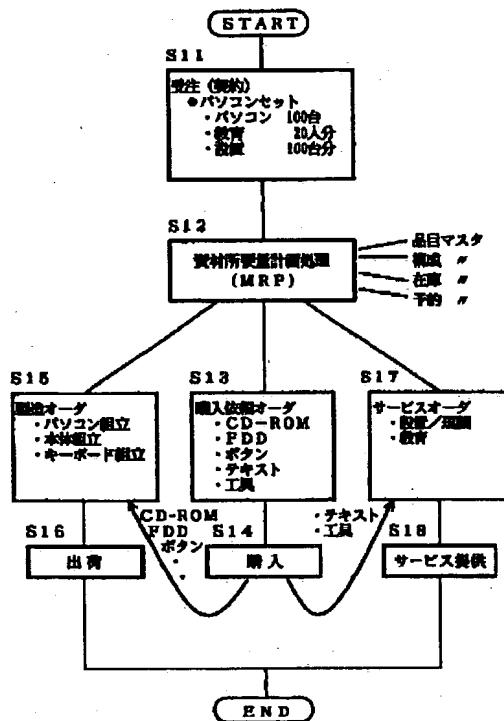 START
S11
受注（契約）
●パソコンセット
・パソコン 100台
・教育 20人分
・設置 100台分
S12
資材所要量計画処理
(MRP)
品目マスタ
構成 〃
在庫 〃
予約 〃
S15
製造オーダ
・パソコン組立
・本体組立
・キーボード組立
S13
購入依頼オーダ
・CD-ROM
・FDD
・ボタン
・テキスト
・工具
S17
サービスオーダ
・設置／現調
・教育
CD-ROM
FDD
ボタン
・
・
・テキスト
・工具
S16
出荷
S14
購入
S18
サービス提供
END